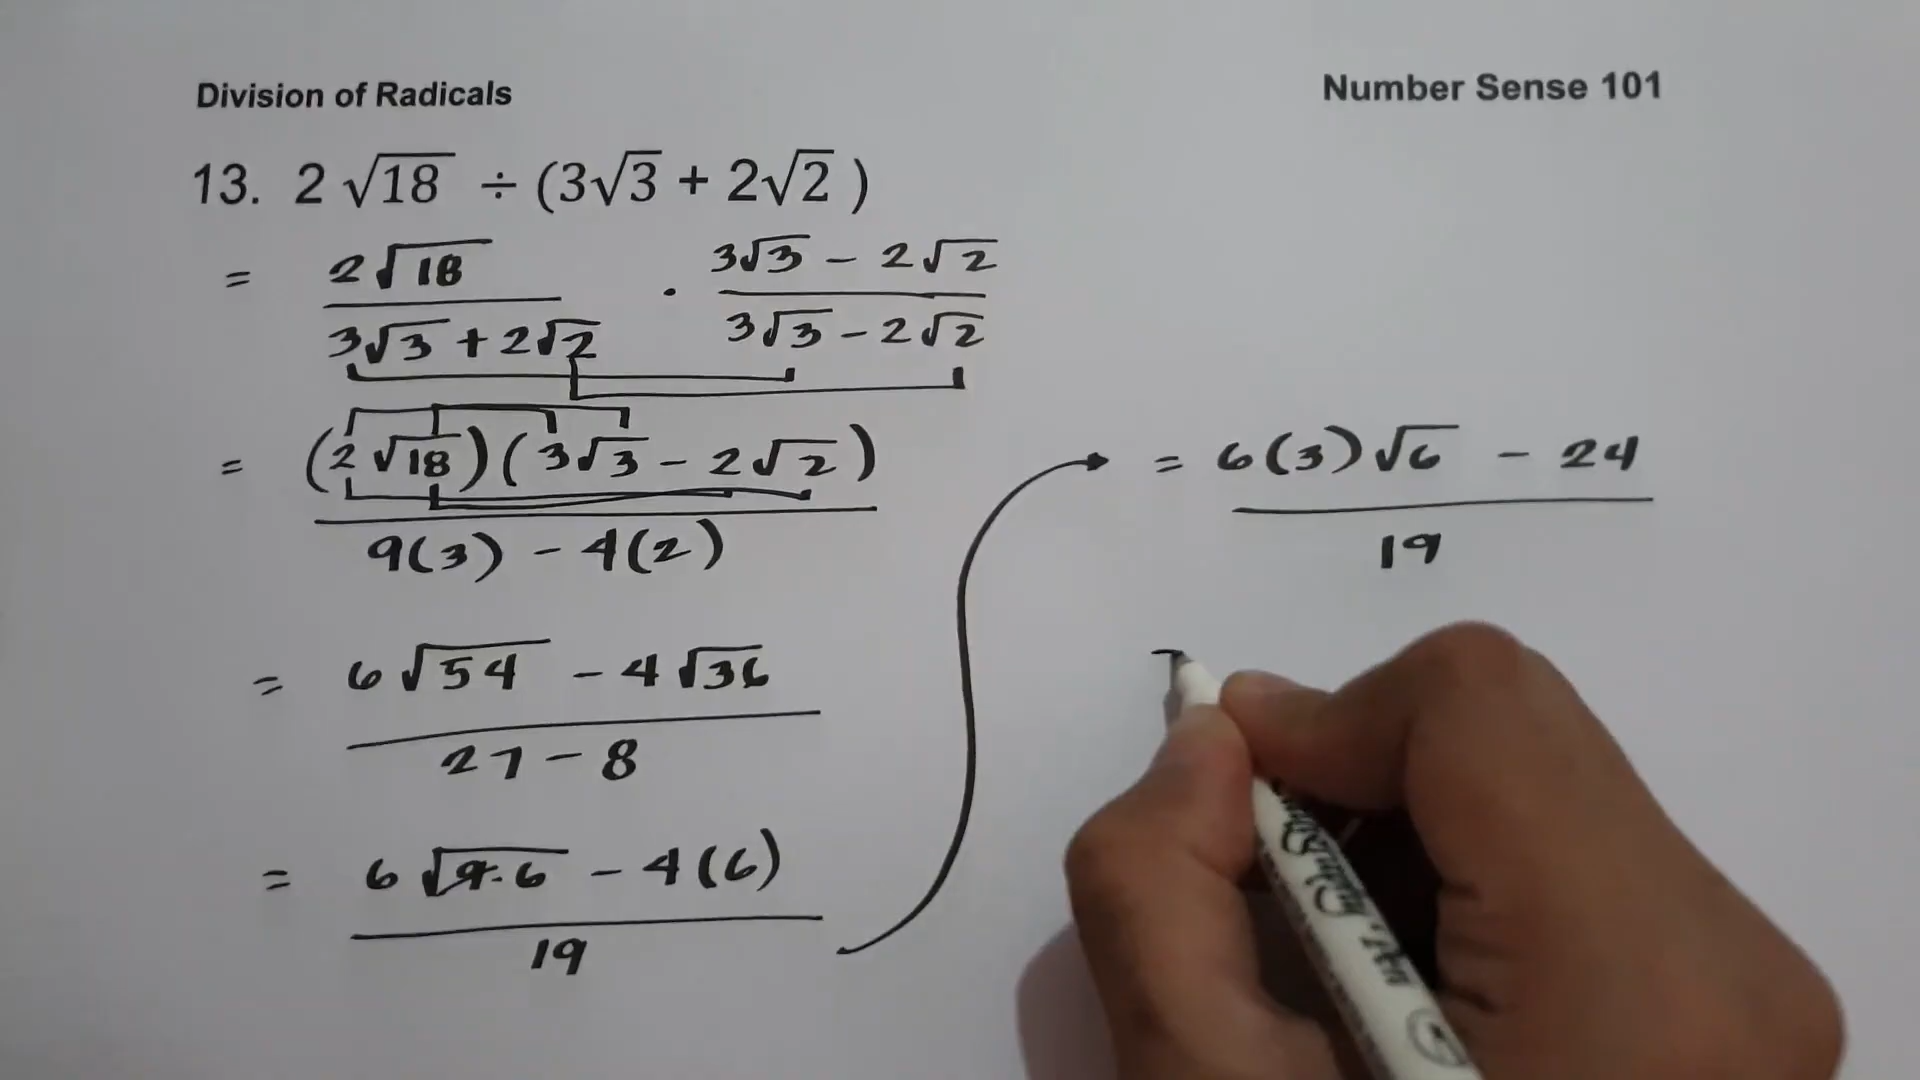 Division of Radicals
Number Sense 101
13. 2 √18 ÷ (3√3 + 2√2 )
= 2√18 / 3√3 + 2√2 · 3√3 - 2√2 / 3√3 - 2√2
= (2√18)(3√3 - 2√2) / 9(3) - 4(2)
= 6√54 - 4√36 / 27 - 8
= 6√9·6 - 4(6) / 19
= 6(3)√6 - 24 / 19